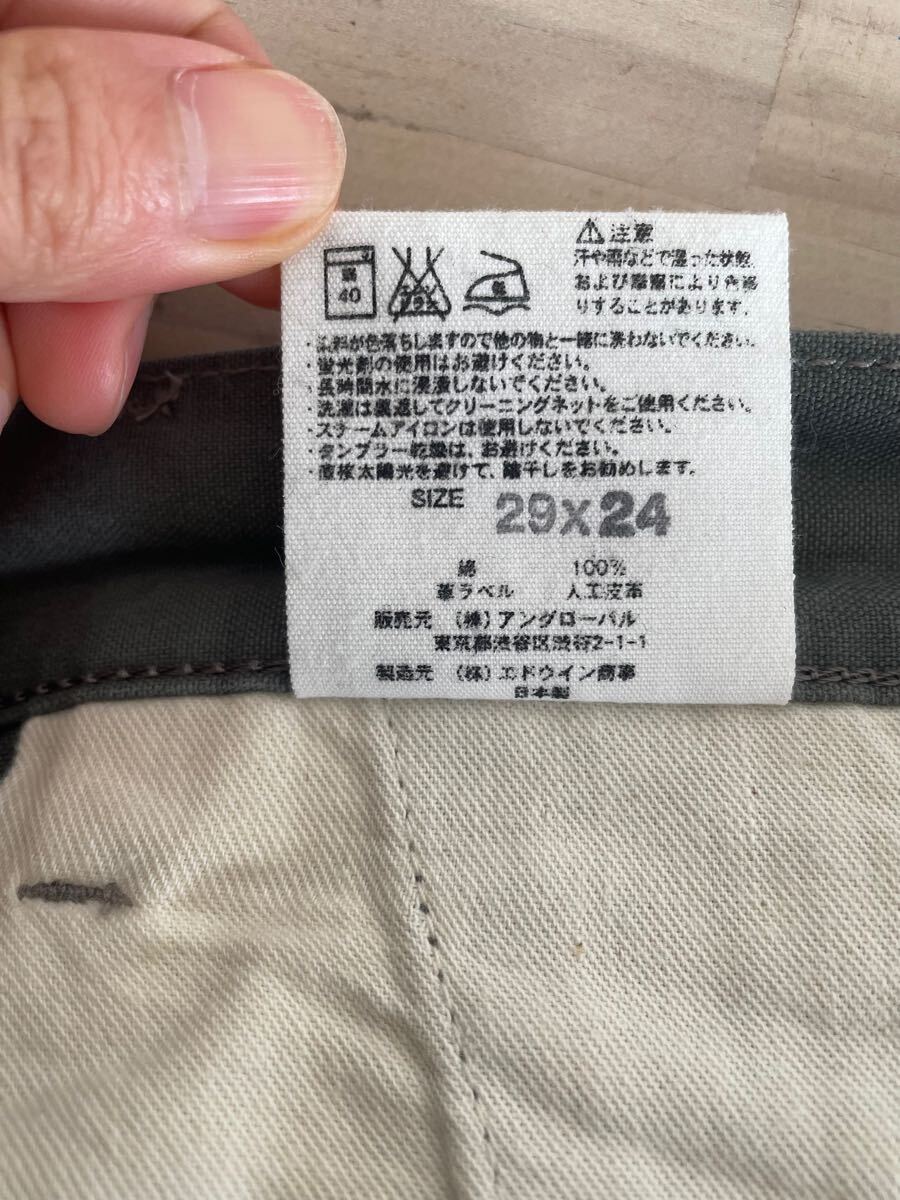 弱
40
⚠注意
汗や雨などで湿った状態、
および摩擦により色移
りすることがあります。
・染料が色落ちしますので他の物と一緒に洗わないでください。
・蛍光剤の使用はお避けください。
・長時間水に浸漬しないでください。
・洗濯は裏返してクリーニングネットをご使用ください。
・スチームアイロンは使用しないでください。
・タンブラー乾燥は、お避けください。
・直接太陽光を避けて、陰干しをお勧めします。
SIZE 29x24
綿 100%
革ラベル 人工皮革
販売元 (株)アングローバル
東京都渋谷区渋谷2-1-1
製造元 (株)エドウイン商事
日本製